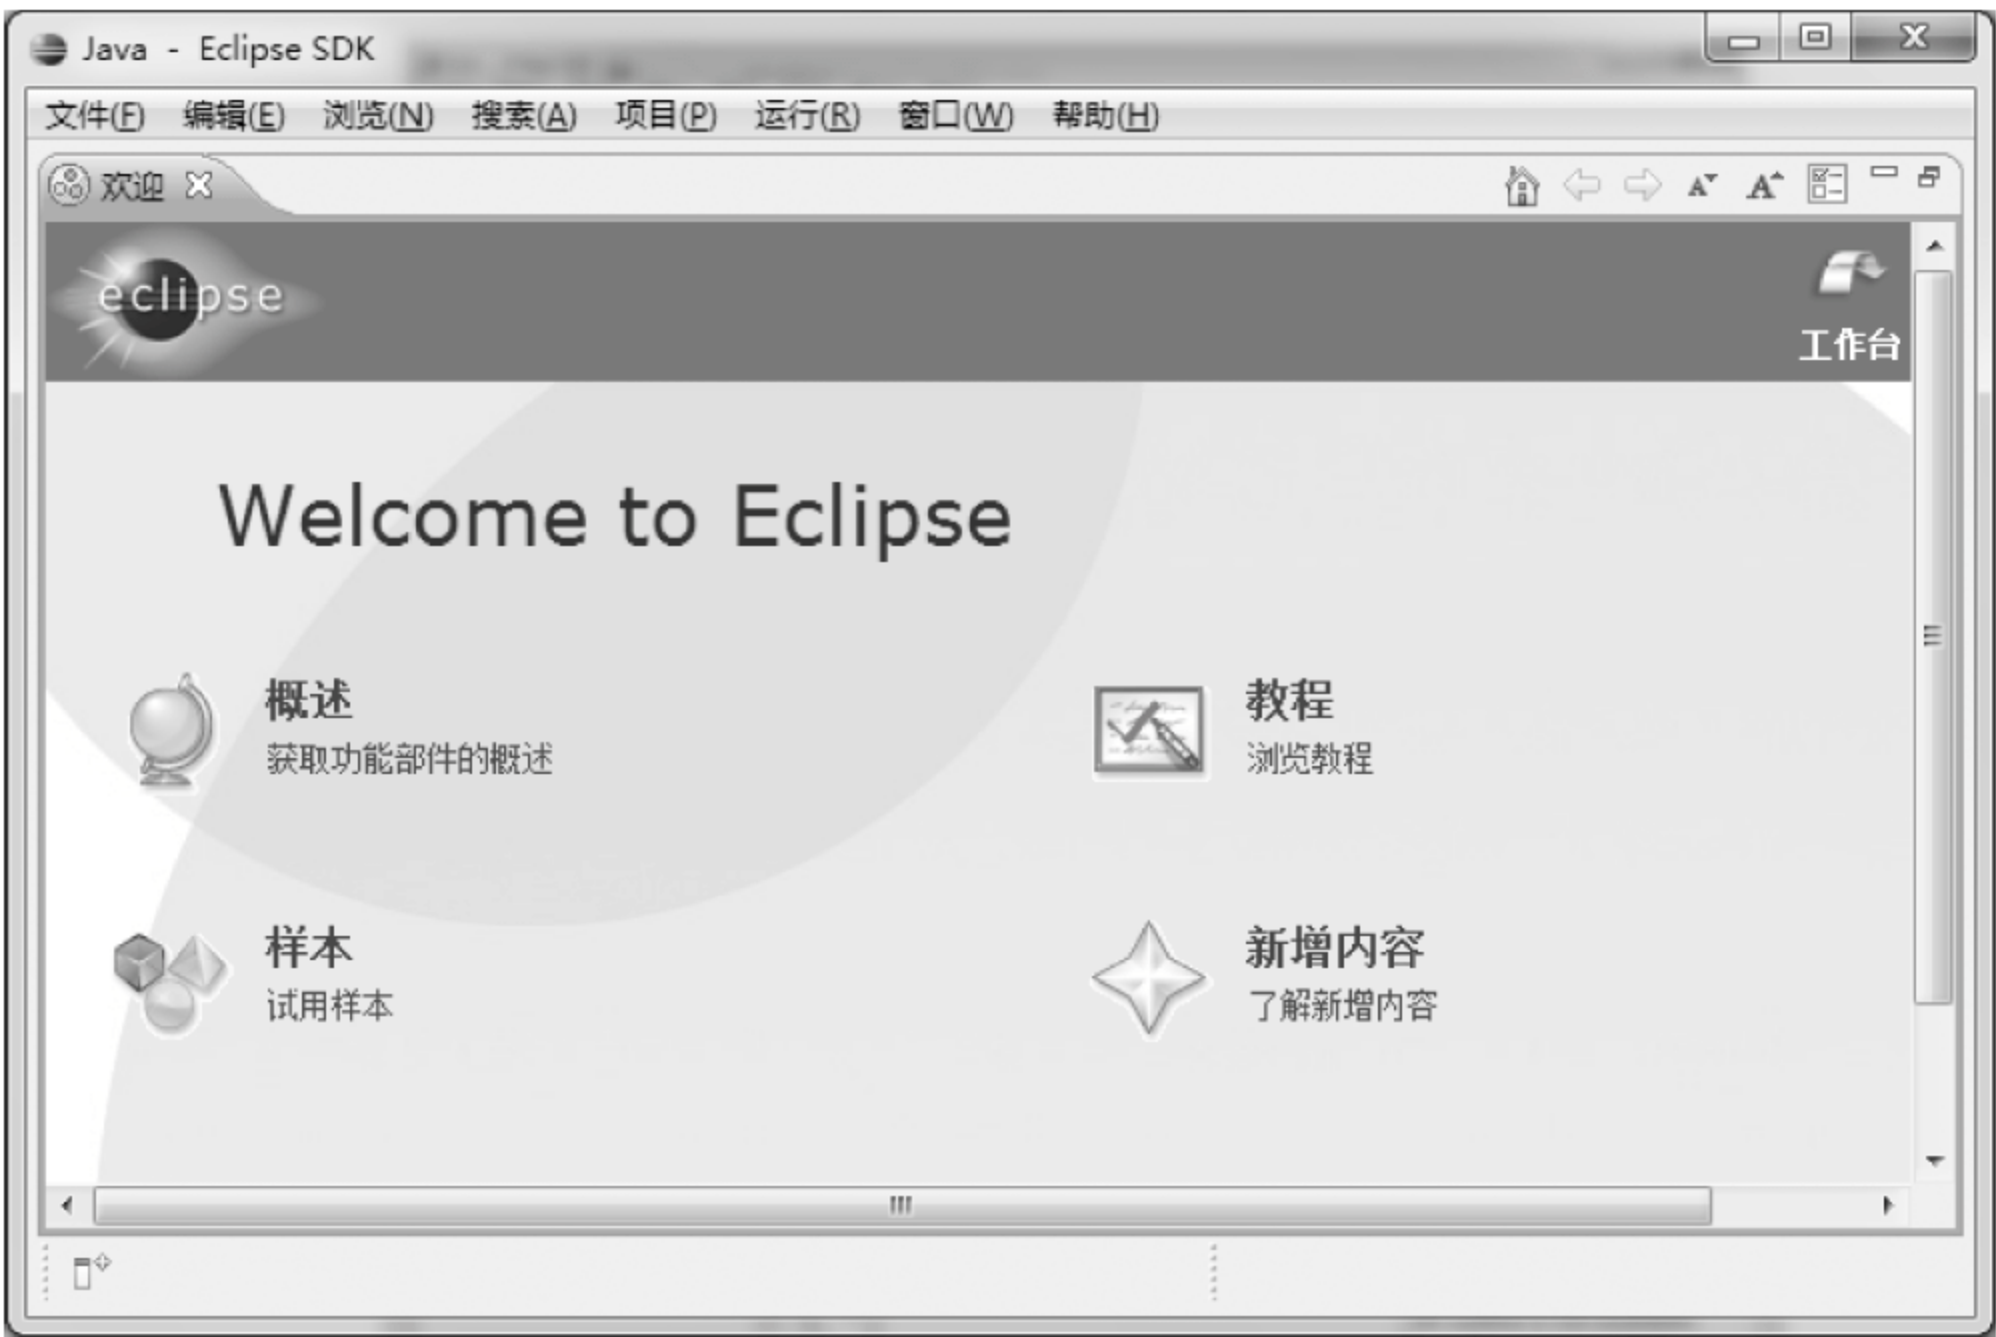 Java - Eclipse SDK
文件(F) 编辑(E) 浏览(N) 搜索(A) 项目(P) 运行(R) 窗口(W) 帮助(H)
欢迎
eclipse
工作台
Welcome to Eclipse
概述
获取功能部件的概述
教程
浏览教程
样本
试用样本
新增内容
了解新增内容